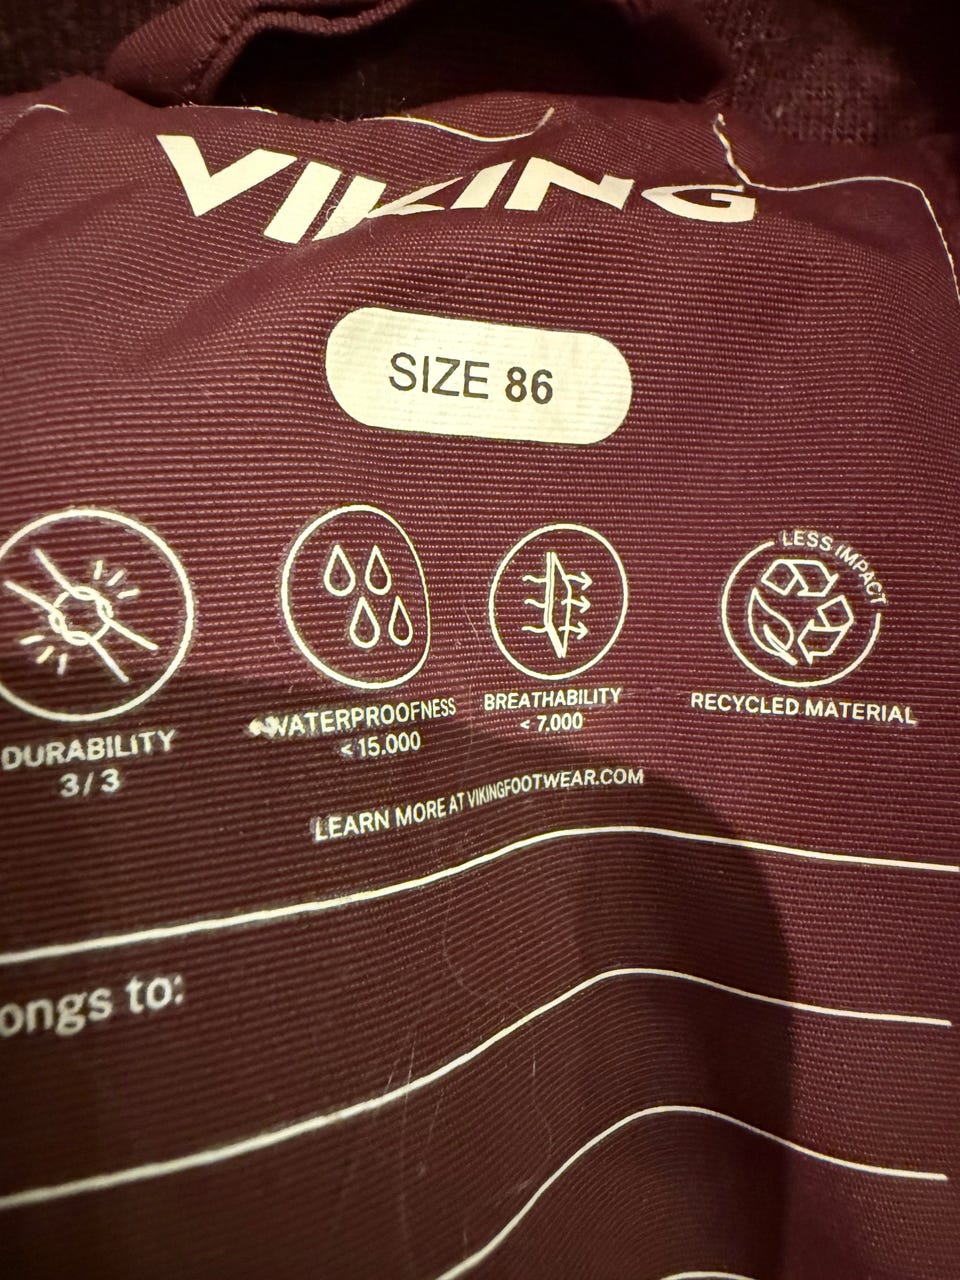 VIKING
SIZE 86
LESS IMPACT
DURABILITY
3/3
WATERPROOFNESS
< 15.000
BREATHABILITY
< 7.000
RECYCLED MATERIAL
LEARN MORE AT VIKINGFOOTWEAR.COM
ongs to: